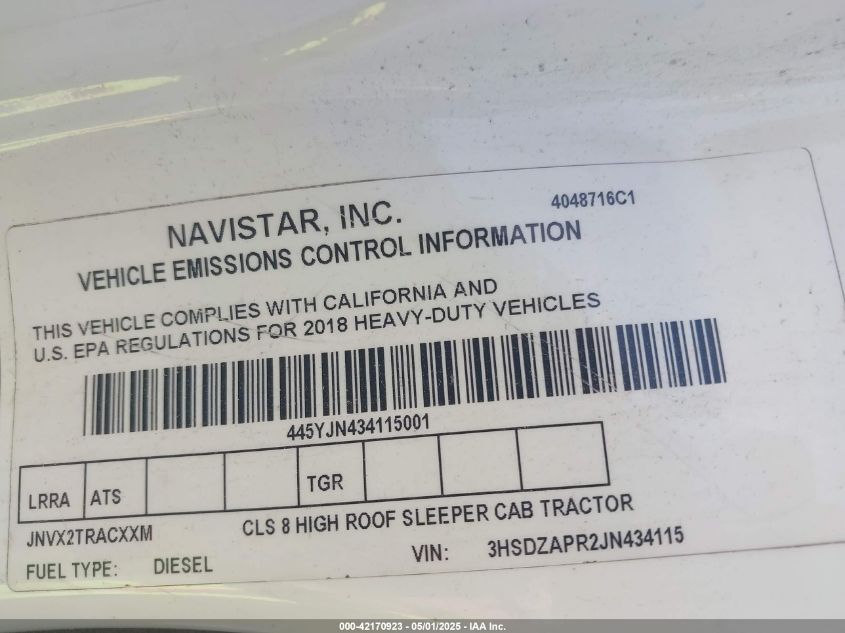 NAVISTAR, INC.
4048716C1
VEHICLE EMISSIONS CONTROL INFORMATION
THIS VEHICLE COMPLIES WITH CALIFORNIA AND
U.S. EPA REGULATIONS FOR 2018 HEAVY-DUTY VEHICLES
445YJN434115001
LRRA ATS TGR
JNVX2TRACXXM
CLS 8 HIGH ROOF SLEEPER CAB TRACTOR
FUEL TYPE: DIESEL
VIN: 3HSDZAPR2JN434115
000-42170923 - 05/01/2025 - IAA Inc.